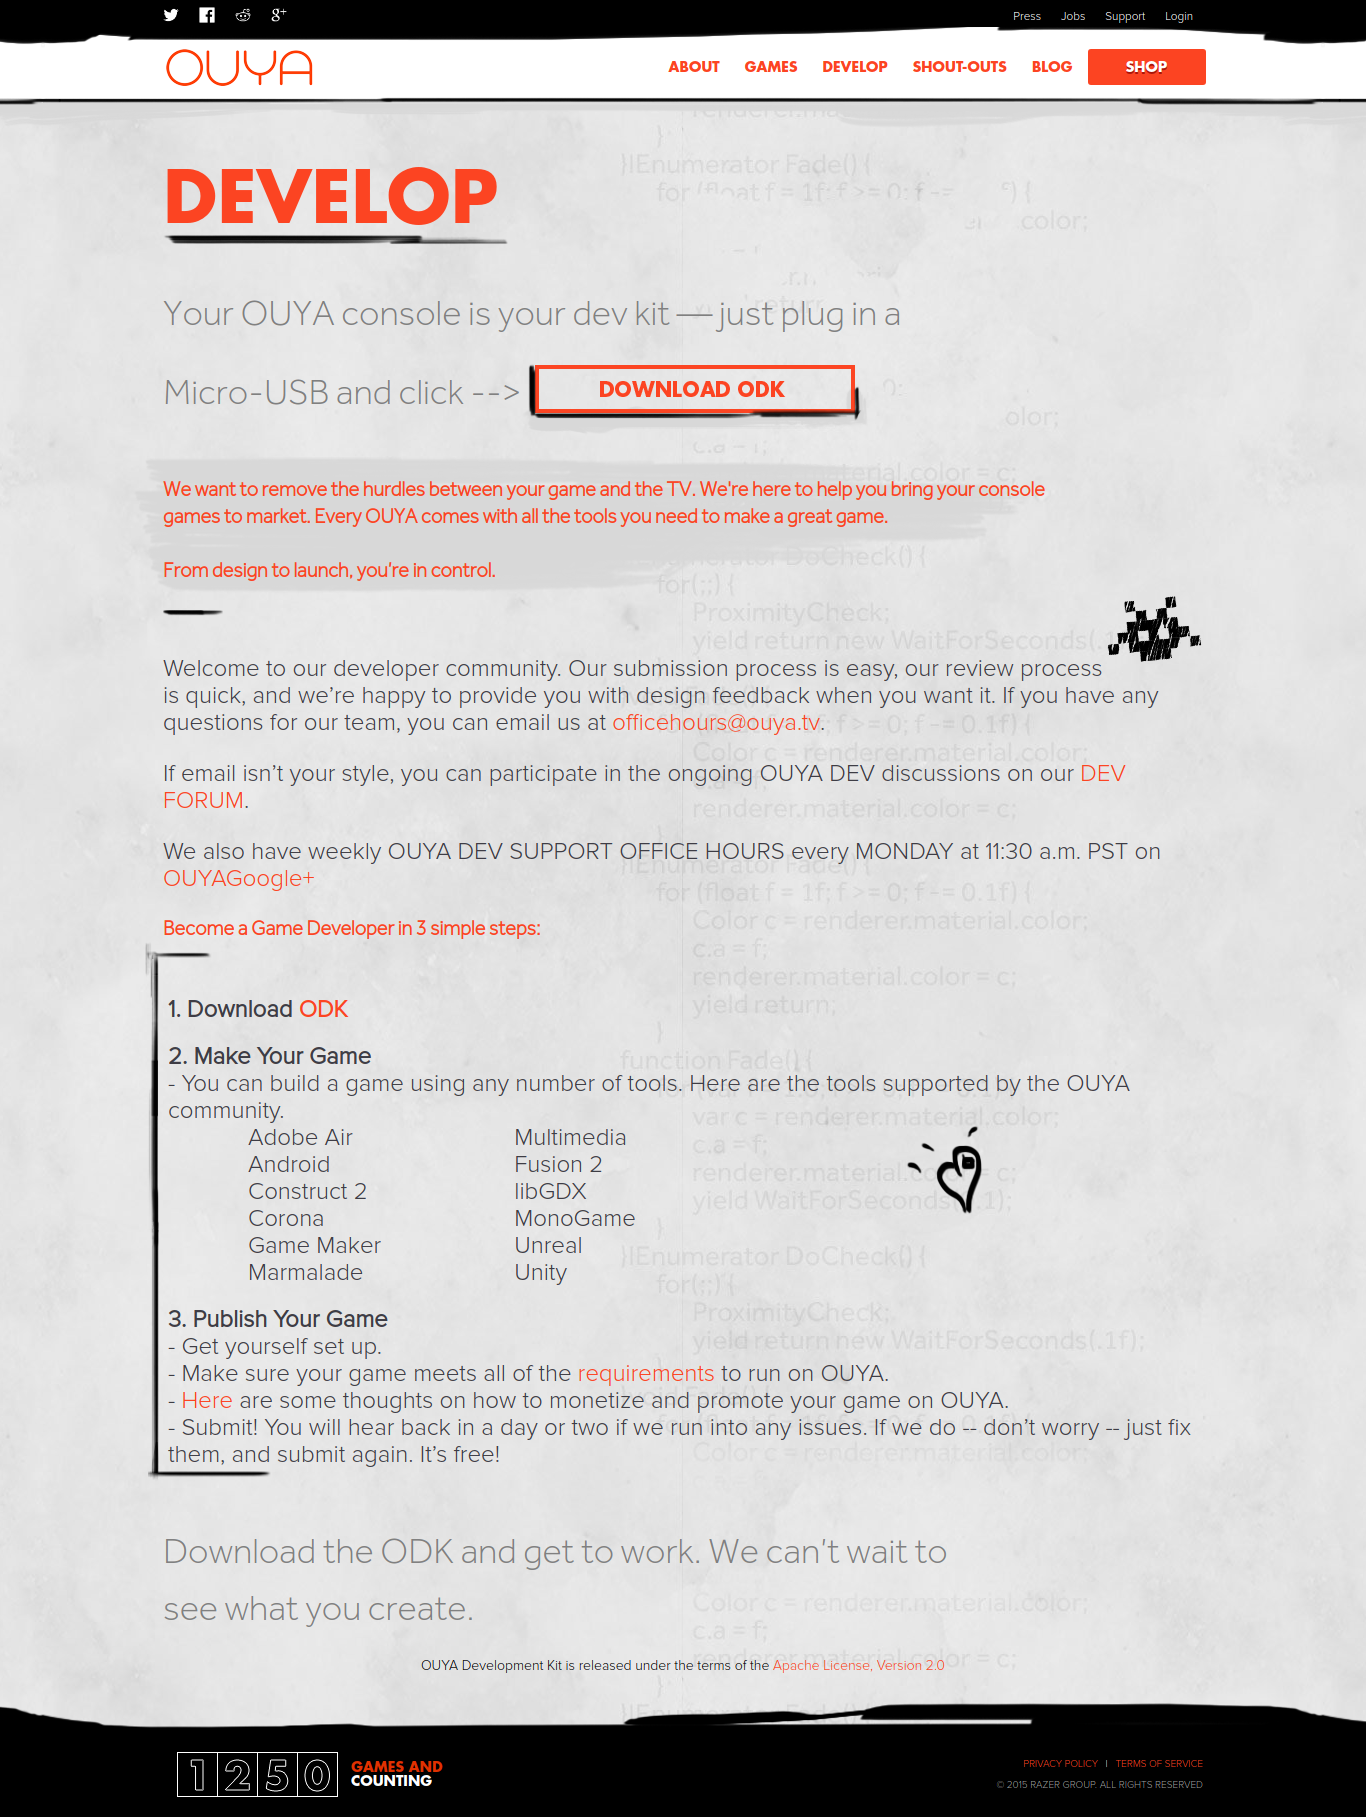 Press Jobs Support Login
OUYA
ABOUT GAMES DEVELOP SHOUT-OUTS BLOG SHOP
DEVELOP
Your OUYA console is your dev kit — just plug in a
Micro-USB and click --> DOWNLOAD ODK
We want to remove the hurdles between your game and the TV. We're here to help you bring your console
games to market. Every OUYA comes with all the tools you need to make a great game.
From design to launch, you're in control.
Welcome to our developer community. Our submission process is easy, our review process
is quick, and we’re happy to provide you with design feedback when you want it. If you have any
questions for our team, you can email us at officehours@ouya.tv.
If email isn’t your style, you can participate in the ongoing OUYA DEV discussions on our DEV
FORUM.
We also have weekly OUYA DEV SUPPORT OFFICE HOURS every MONDAY at 11:30 a.m. PST on
OUYAGoogle+
Become a Game Developer in 3 simple steps:
1. Download ODK
2. Make Your Game
- You can build a game using any number of tools. Here are the tools supported by the OUYA
community.
Adobe Air Multimedia
Android Fusion 2
Construct 2 libGDX
Corona MonoGame
Game Maker Unreal
Marmalade Unity
3. Publish Your Game
- Get yourself set up.
- Make sure your game meets all of the requirements to run on OUYA.
- Here are some thoughts on how to monetize and promote your game on OUYA.
- Submit! You will hear back in a day or two if we run into any issues. If we do -- don’t worry -- just fix
them, and submit again. It’s free!
Download the ODK and get to work. We can't wait to
see what you create.
OUYA Development Kit is released under the terms of the Apache License, Version 2.0
1250 GAMES AND
COUNTING
PRIVACY POLICY | TERMS OF SERVICE
© 2015 RAZER GROUP. ALL RIGHTS RESERVED